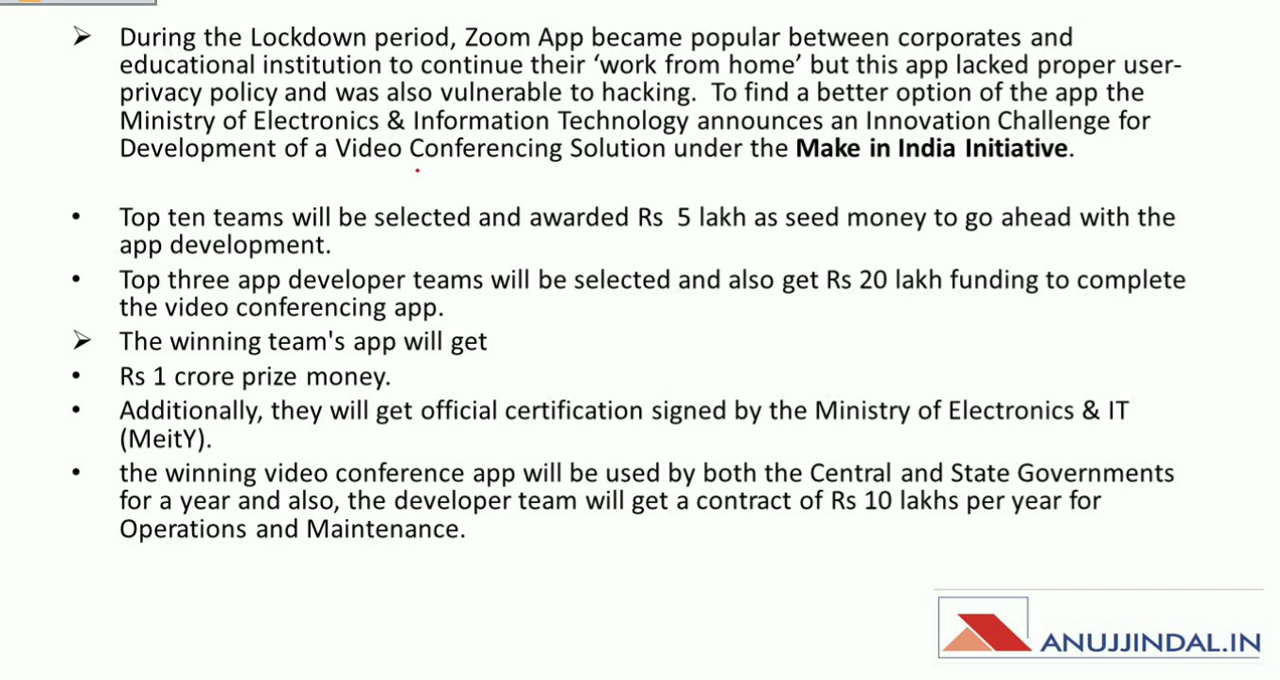 ➢ During the Lockdown period, Zoom App became popular between corporates and
educational institution to continue their ‘work from home’ but this app lacked proper user-
privacy policy and was also vulnerable to hacking.  To find a better option of the app the
Ministry of Electronics & Information Technology announces an Innovation Challenge for
Development of a Video Conferencing Solution under the Make in India Initiative.
• Top ten teams will be selected and awarded Rs  5 lakh as seed money to go ahead with the
app development.
• Top three app developer teams will be selected and also get Rs 20 lakh funding to complete
the video conferencing app.
➢ The winning team's app will get
• Rs 1 crore prize money.
• Additionally, they will get official certification signed by the Ministry of Electronics & IT
(MeitY).
• the winning video conference app will be used by both the Central and State Governments
for a year and also, the developer team will get a contract of Rs 10 lakhs per year for
Operations and Maintenance.
ANUJJINDAL.IN